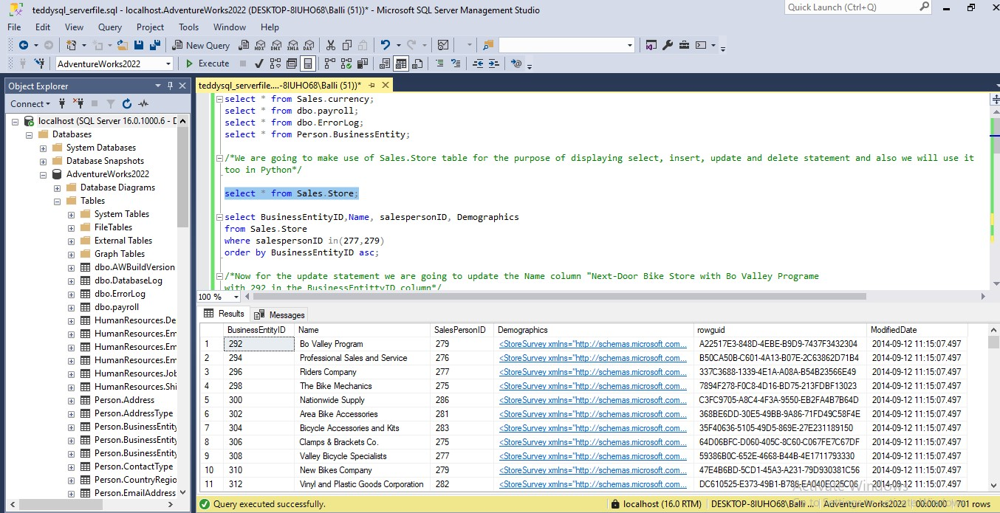 teddysql_serverfile.sql - localhost.AdventureWorks2022 (DESKTOP-8IUHO68\Balli (51))* - Microsoft SQL Server Management Studio
Quick Launch (Ctrl+Q)
File Edit View Query Project Tools Window Help
New Query MDX DMX XMLA DAX
AdventureWorks2022 Execute
Object Explorer
teddysql_serverfile....-8IUHO68\Balli (51))*
Connect
localhost (SQL Server 16.0.1000.6 - D
Databases
System Databases
Database Snapshots
AdventureWorks2022
Database Diagrams
Tables
System Tables
FileTables
External Tables
Graph Tables
dbo.AWBuildVersion
dbo.DatabaseLog
dbo.ErrorLog
dbo.payroll
HumanResources.De
HumanResources.Em
HumanResources.Em
HumanResources.Em
HumanResources.Job
HumanResources.Shi
Person.Address
Person.AddressType
Person.BusinessEntity
Person.BusinessEntity
Person.BusinessEntity
Person.ContactType
Person.CountryRegio
Person.EmailAddress
select * from Sales.currency;
select * from dbo.payroll;
select * from dbo.ErrorLog;
select * from Person.BusinessEntity;
/*We are going to make use of Sales.Store table for the purpose of displaying select, insert, update and delete statement and also we will use it
too in Python*/
select * from Sales.Store;
select BusinessEntityID,Name, salespersonID, Demographics
from Sales.Store
where salespersonID in(277,279)
order by BusinessEntityID asc;
/*Now for the update statement we are going to update the Name column "Next-Door Bike Store with Bo Valley Programe
with 292 in the BusinessEntittyID column*/
100 %
Results Messages
BusinessEntityID Name SalesPersonID Demographics rowguid ModifiedDate
1 292 Bo Valley Program 279 <StoreSurvey xmlns="http://schemas.microsoft.com... A22517E3-848D-4EBE-B9D9-7437F3432304 2014-09-12 11:15:07.497
2 294 Professional Sales and Service 276 <StoreSurvey xmlns="http://schemas.microsoft.com... B50CA50B-C601-4A13-B07E-2C63862D71B4 2014-09-12 11:15:07.497
3 296 Riders Company 277 <StoreSurvey xmlns="http://schemas.microsoft.com... 337C3688-1339-4E1A-A08A-B54B23566E49 2014-09-12 11:15:07.497
4 298 The Bike Mechanics 275 <StoreSurvey xmlns="http://schemas.microsoft.com... 7894F278-F0C8-4D16-BD75-213FDBF13023 2014-09-12 11:15:07.497
5 300 Nationwide Supply 286 <StoreSurvey xmlns="http://schemas.microsoft.com... C3FC9705-A8C4-4F3A-9550-EB2FA4B7B64D 2014-09-12 11:15:07.497
6 302 Area Bike Accessories 281 <StoreSurvey xmlns="http://schemas.microsoft.com... 368BE6DD-30E5-49BB-9A86-71FD49C58F4E 2014-09-12 11:15:07.497
7 304 Bicycle Accessories and Kits 283 <StoreSurvey xmlns="http://schemas.microsoft.com... 35F40636-5105-49D5-869E-27E231189150 2014-09-12 11:15:07.497
8 306 Clamps & Brackets Co. 275 <StoreSurvey xmlns="http://schemas.microsoft.com... 64D06BFC-D060-405C-8C60-C067FE7C67DF 2014-09-12 11:15:07.497
9 308 Valley Bicycle Specialists 277 <StoreSurvey xmlns="http://schemas.microsoft.com... 59386B0C-652E-4668-B44B-4E1711793330 2014-09-12 11:15:07.497
10 310 New Bikes Company 279 <StoreSurvey xmlns="http://schemas.microsoft.com... 47E4B6BD-5CD1-45A3-A231-79D930381C56 2014-09-12 11:15:07.497
11 312 Vinyl and Plastic Goods Corporation 282 <StoreSurvey xmlns="http://schemas.microsoft.com... DC610525-E373-49B1-B786-EA040EC25C06 2014-09-12 11:15:07.497
Activate Windows
Query executed successfully. localhost (16.0 RTM) DESKTOP-8IUHO68\Balli ... AdventureWorks2022 00:00:00 701 rows